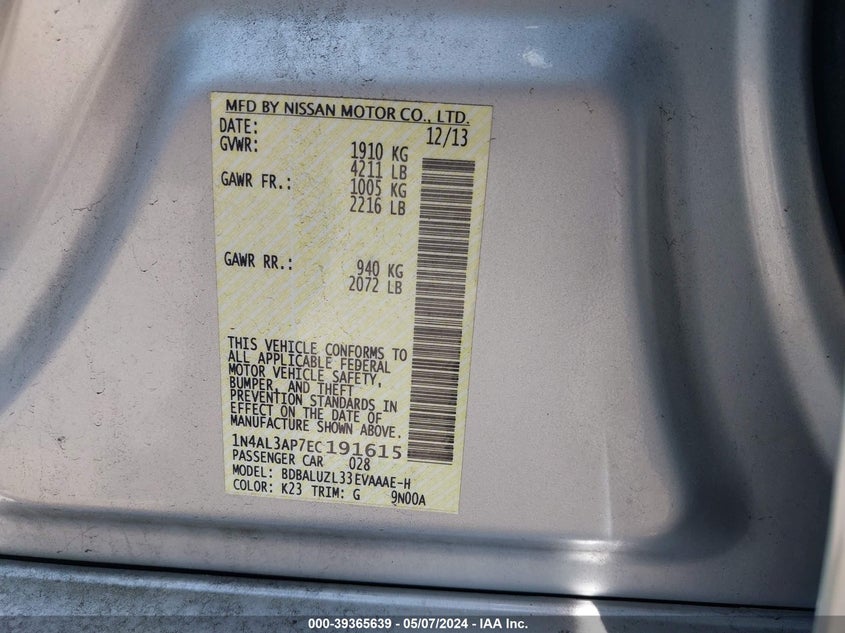 MFD BY NISSAN MOTOR CO., LTD.
DATE: 12/13
GVWR: 1910 KG
4211 LB
GAWR FR.: 1005 KG
2216 LB
GAWR RR.: 940 KG
2072 LB
THIS VEHICLE CONFORMS TO
ALL APPLICABLE FEDERAL
MOTOR VEHICLE SAFETY,
BUMPER, AND THEFT
PREVENTION STANDARDS IN
EFFECT ON THE DATE OF
MANUFACTURE SHOWN ABOVE.
1N4AL3AP7EC191615
PASSENGER CAR 028
MODEL: BDBALUZL33EVAAAE-H
COLOR: K23 TRIM: G 9N00A
000-39365639 - 05/07/2024 - IAA Inc.